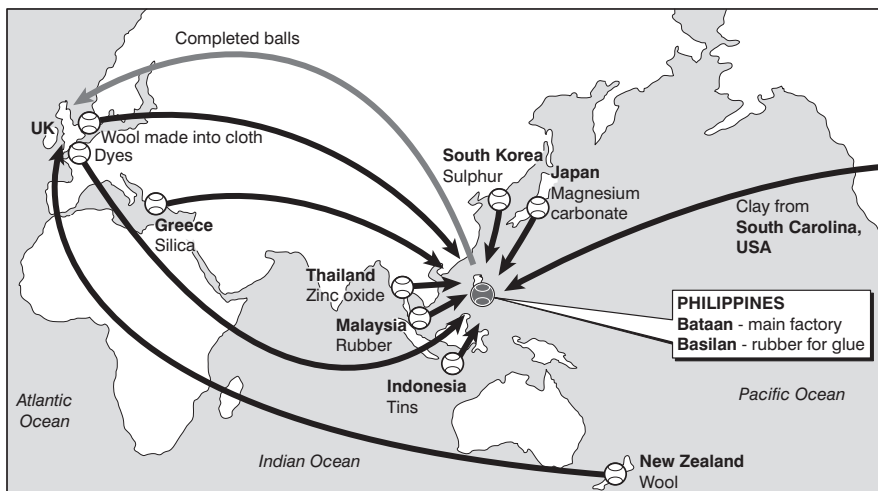 Completed balls
UK
Wool made into cloth
Dyes
South Korea
Sulphur
Japan
Magnesium
carbonate
Clay from
South Carolina,
USA
Greece
Silica
Thailand
Zinc oxide
Malaysia
Rubber
PHILIPPINES
Bataan - main factory
Basilan - rubber for glue
Indonesia
Tins
Atlantic
Ocean
Pacific Ocean
Indian Ocean
New Zealand
Wool